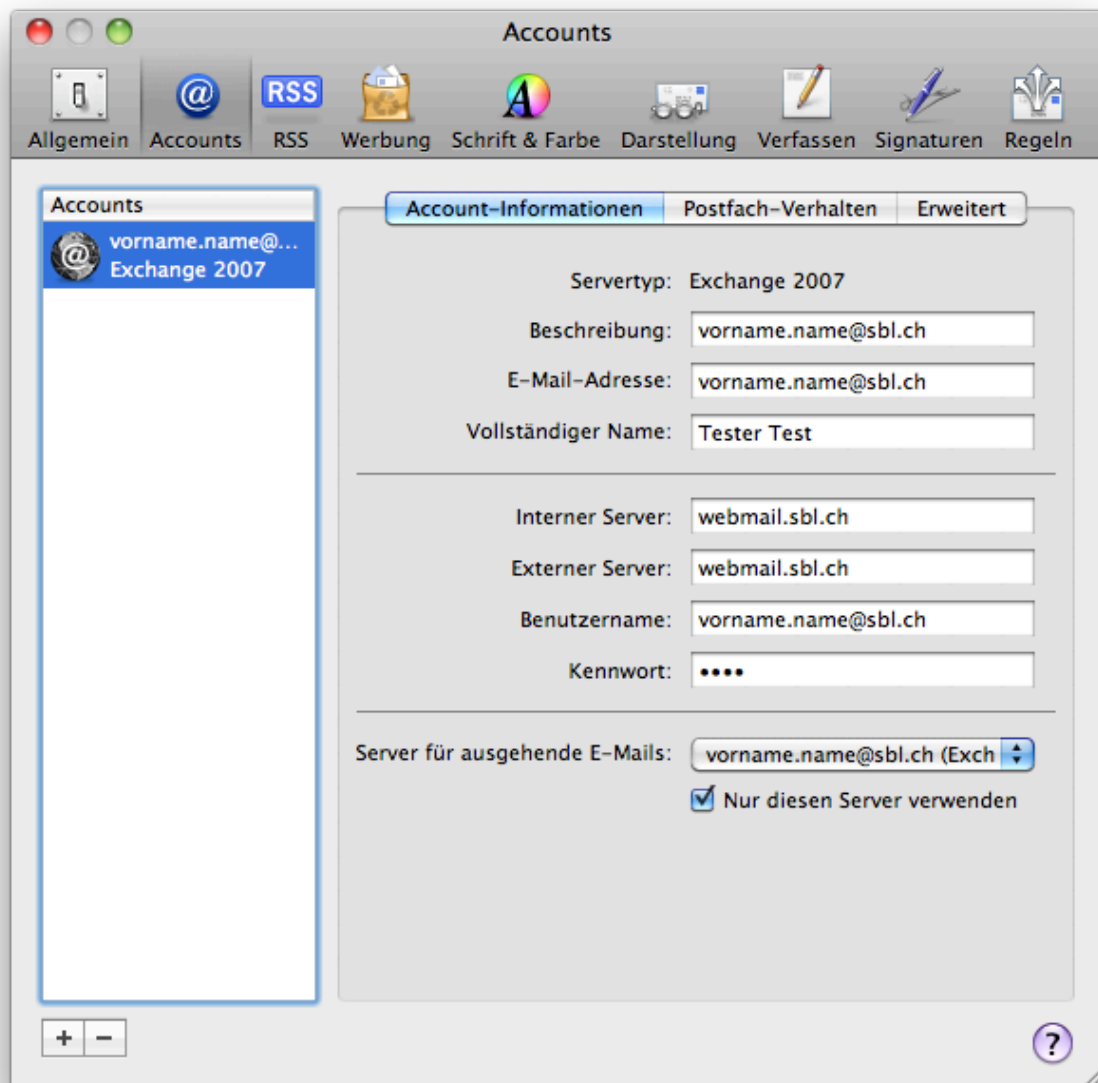 Accounts
RSS
Allgemein Accounts RSS Werbung Schrift & Farbe Darstellung Verfassen Signaturen Regeln
Accounts
vorname.name@...
Exchange 2007
Account-Informationen Postfach-Verhalten Erweitert
Servertyp: Exchange 2007
Beschreibung: vorname.name@sbl.ch
E-Mail-Adresse: vorname.name@sbl.ch
Vollständiger Name: Tester Test
Interner Server: webmail.sbl.ch
Externer Server: webmail.sbl.ch
Benutzername: vorname.name@sbl.ch
Kennwort: ••••
Server für ausgehende E-Mails: vorname.name@sbl.ch (Exch
Nur diesen Server verwenden
+ −
?